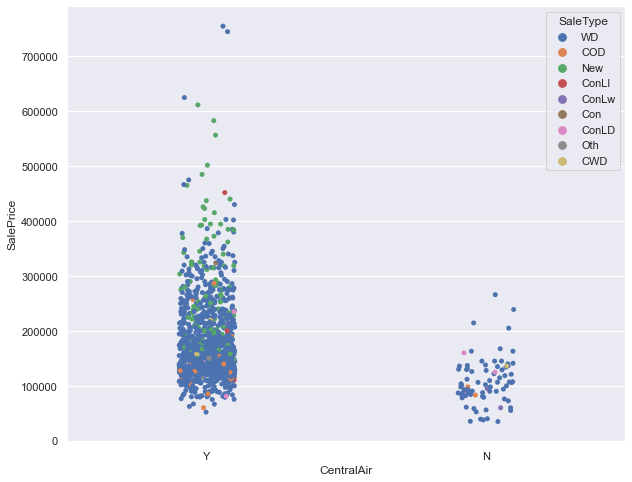 SaleType
WD
COD
New
ConLI
ConLw
Con
ConLD
Oth
CWD
SalePrice
700000
600000
500000
400000
300000
200000
100000
0
Y
N
CentralAir